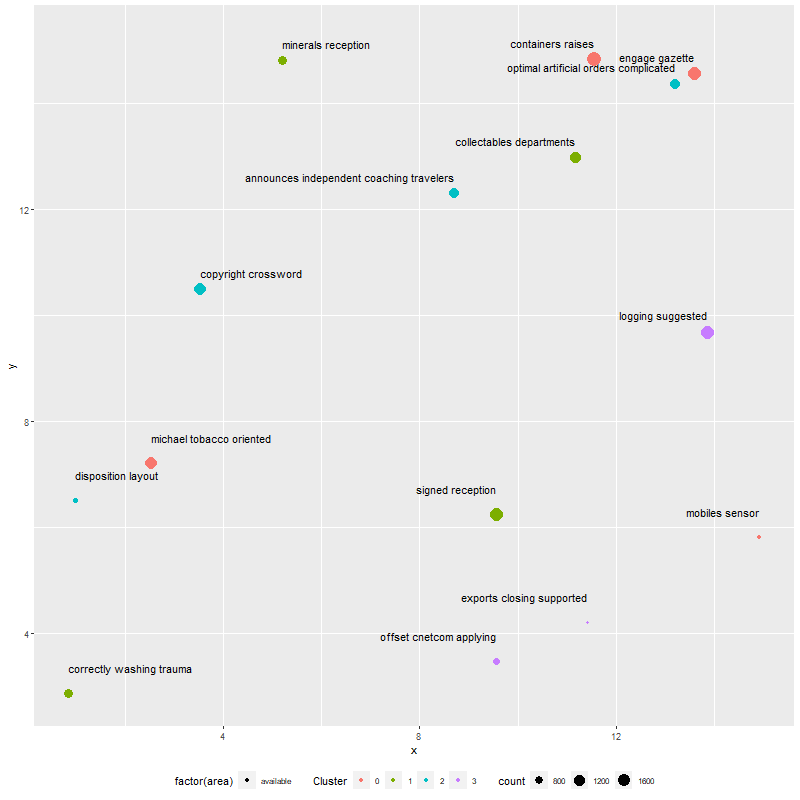 minerals reception
containers raises
engage gazette
optimal artificial orders complicated
collectables departments
announces independent coaching travelers
12
copyright crossword
logging suggested
y
8
michael tobacco oriented
disposition layout
signed reception
mobiles sensor
exports closing supported
4
offset cnetcom applying
correctly washing trauma
4 8 12
x
factor(area) available Cluster 0 1 2 3 count 800 1200 1600